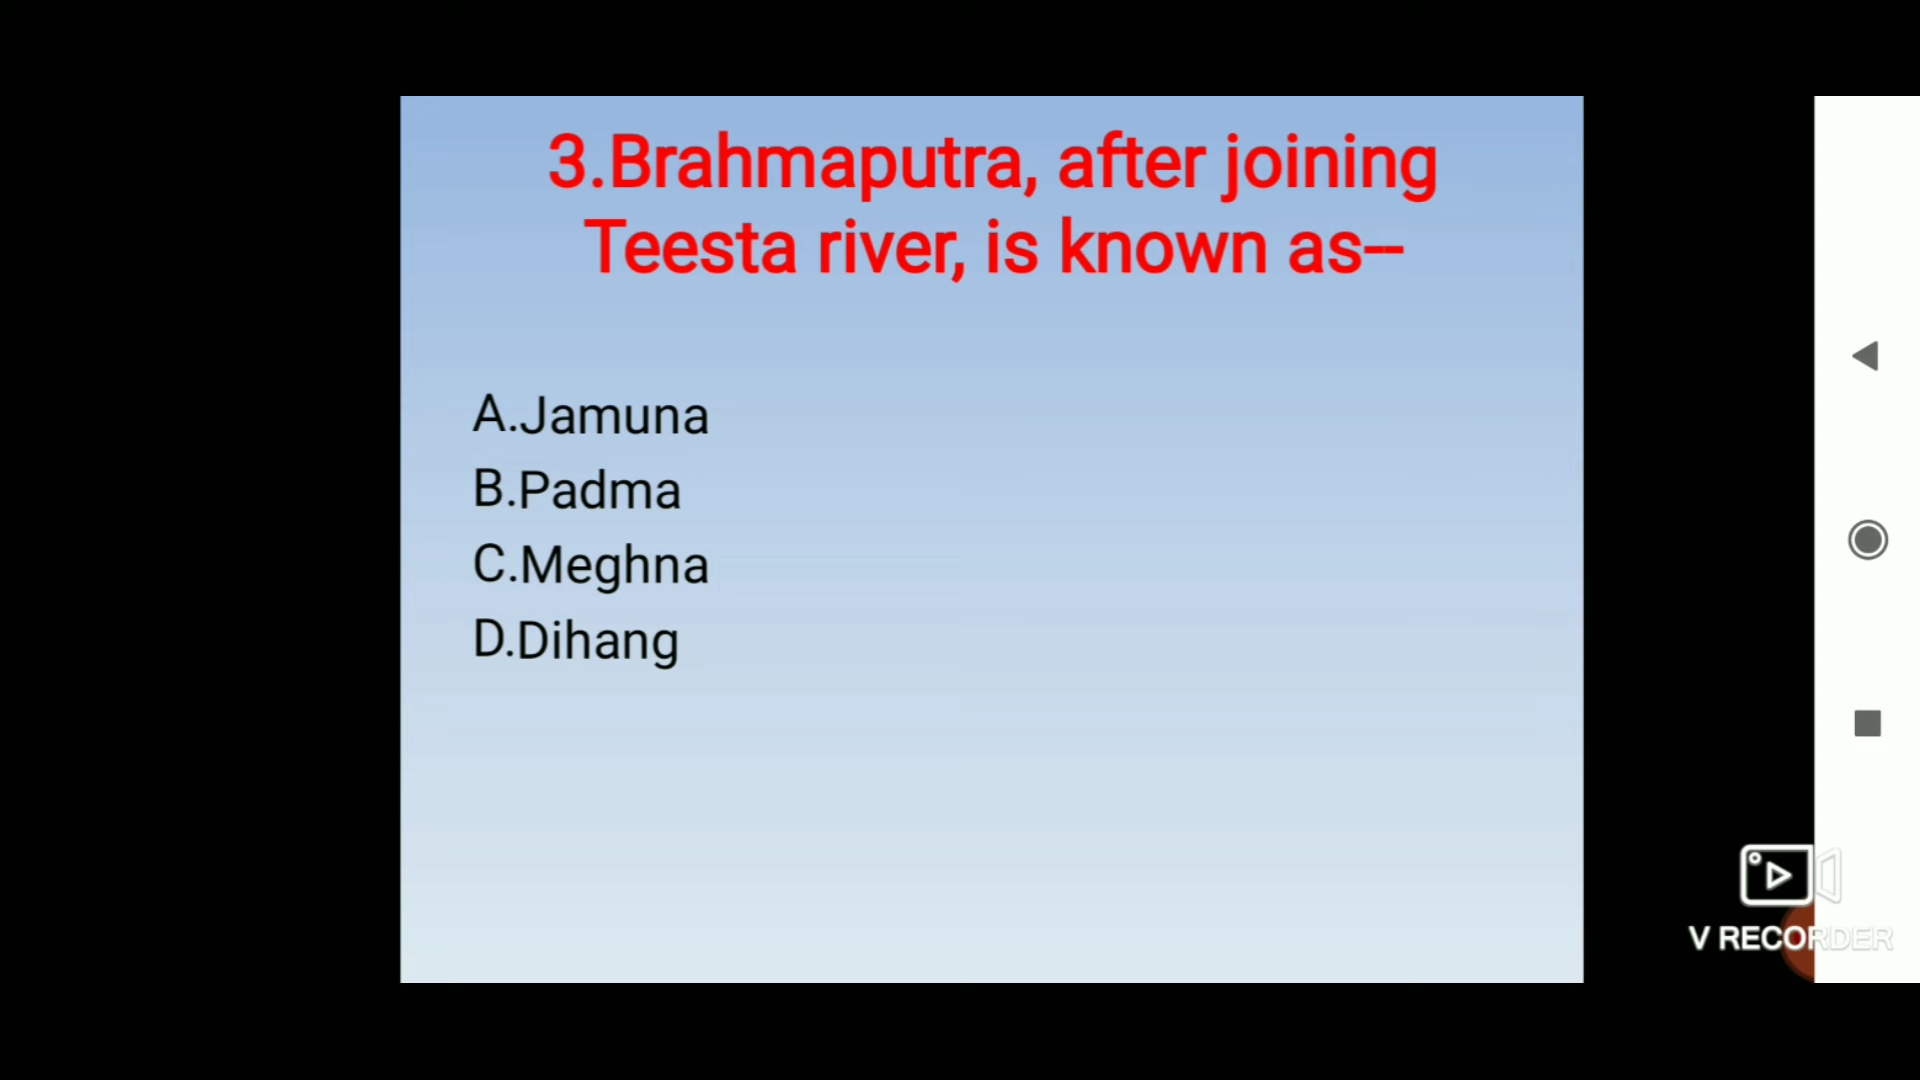 3.Brahmaputra, after joining
Teesta river, is known as--
A.Jamuna
B.Padma
C.Meghna
D.Dihang
V RECORDER